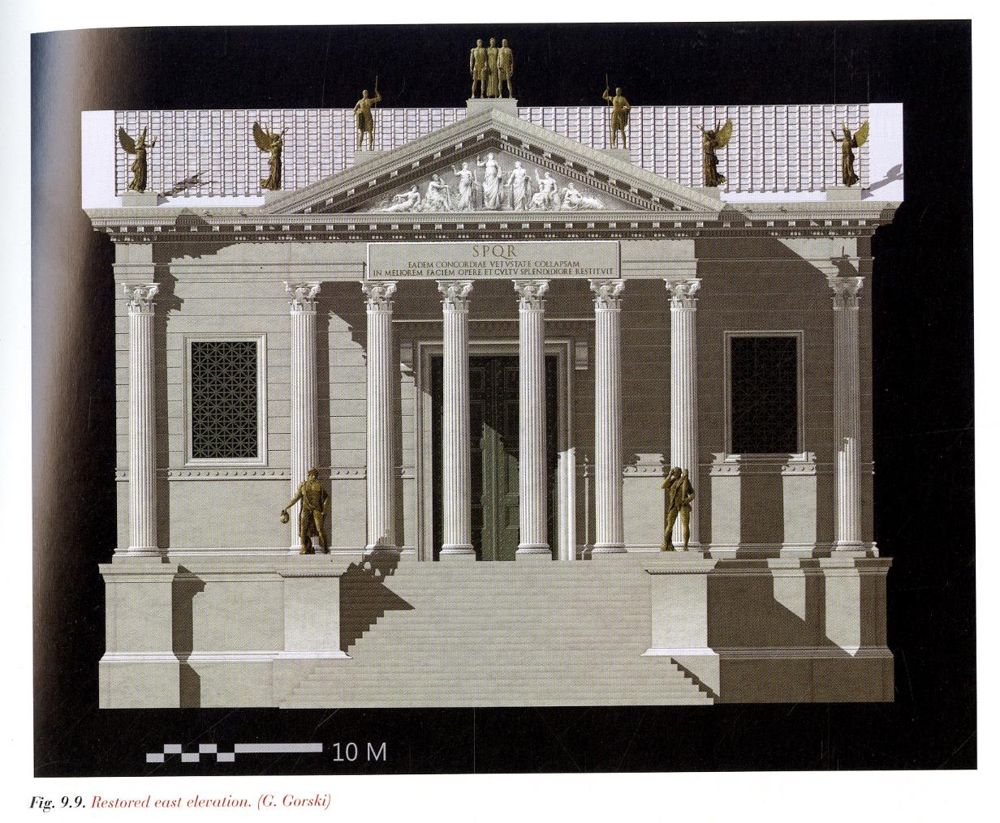 SPQR
EADEM CONCORDIAE VETVSTATE COLLAPSAM
IN MELIOREM FACIEM OPERE ET CVLTV SPLENDIDIORE RESTITVIT
10 M
Fig. 9.9. Restored east elevation. (G. Gorski)